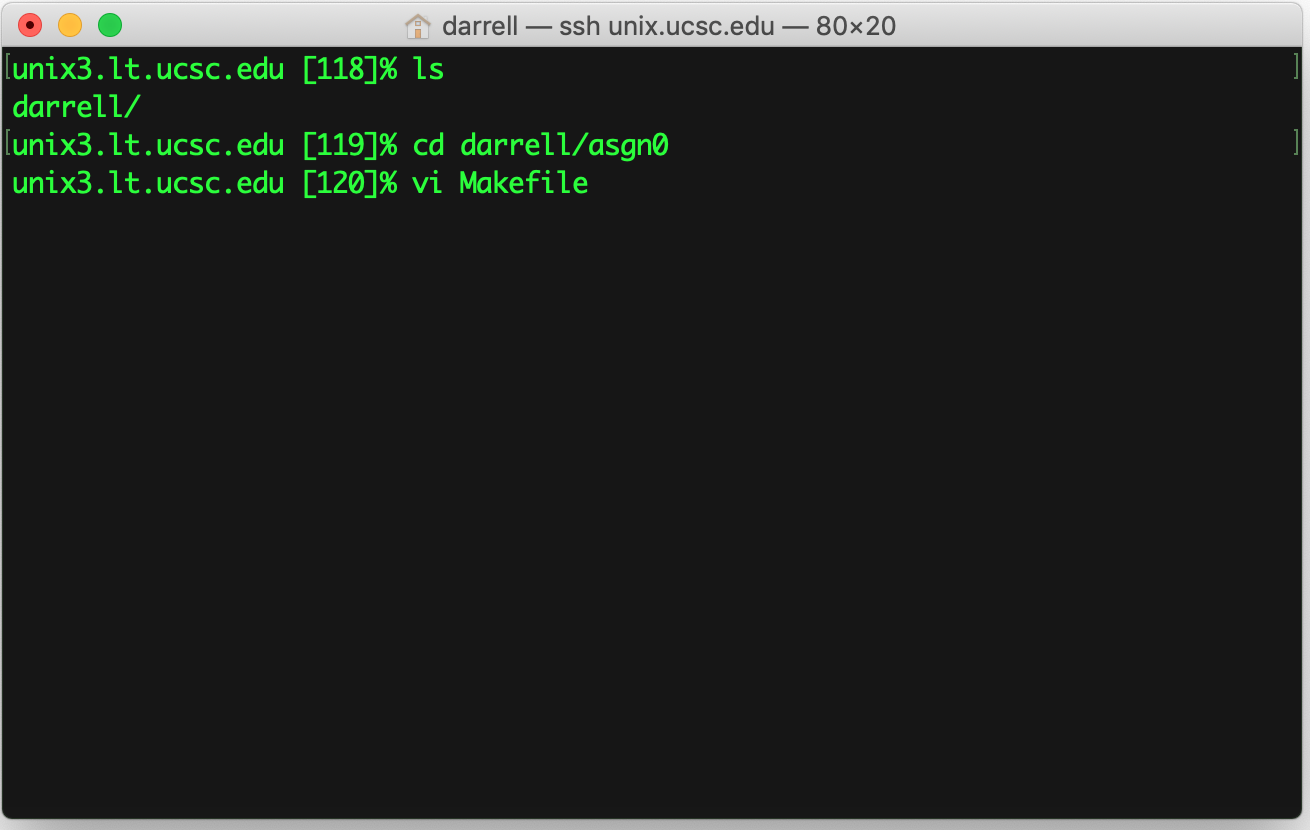 darrell — ssh unix.ucsc.edu — 80×20
unix3.lt.ucsc.edu [118]% ls
darrell/
unix3.lt.ucsc.edu [119]% cd darrell/asgn0
unix3.lt.ucsc.edu [120]% vi Makefile